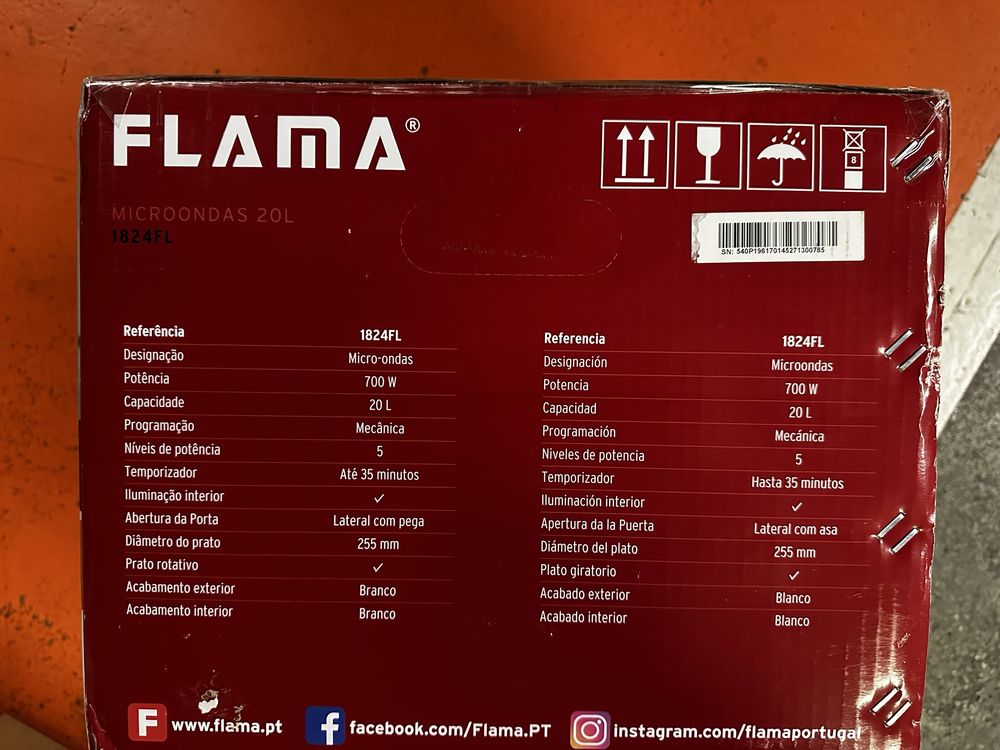 FLAMA®
8
MICROONDAS 20L
1824FL
SN: 540P196170145271300785
Referência 1824FL
Designação Micro-ondas
Potência 700 W
Capacidade 20 L
Programação Mecânica
Níveis de potência 5
Temporizador Até 35 minutos
Iluminação interior ✓
Abertura da Porta Lateral com pega
Diâmetro do prato 255 mm
Prato rotativo ✓
Acabamento exterior Branco
Acabamento interior Branco
Referencia 1824FL
Designación Microondas
Potencia 700 W
Capacidad 20 L
Programación Mecánica
Niveles de potencia 5
Temporizador Hasta 35 minutos
Iluminación interior ✓
Apertura da la Puerta Lateral com asa
Diámetro del plato 255 mm
Plato giratorio ✓
Acabado exterior Blanco
Acabado interior Blanco
F www.flama.pt f facebook.com/Flama.PT instagram.com/flamaportugal